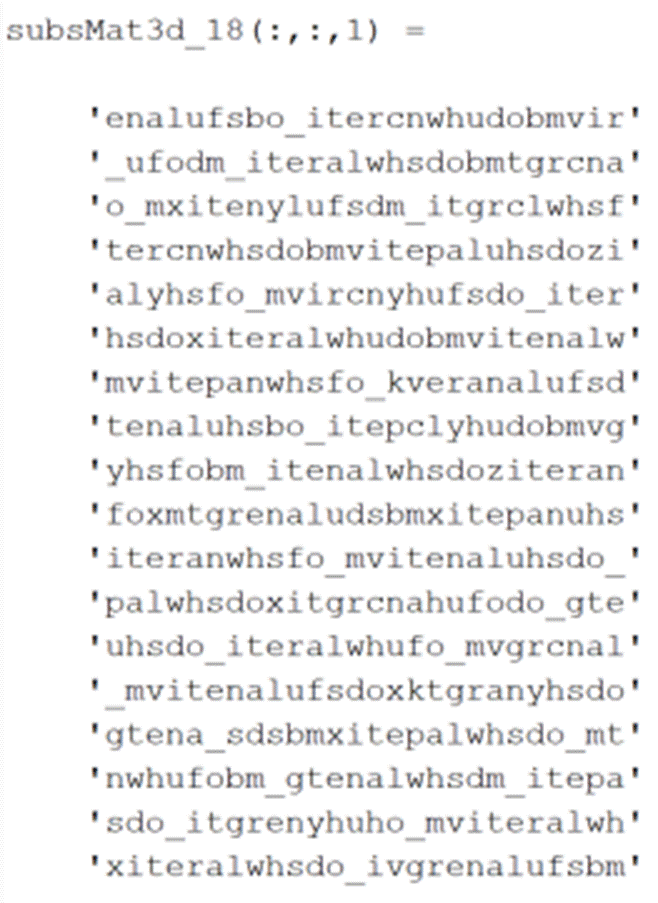 subsMat3d_18(:,:,1) =
'enalufsbo_itercnwhudobmvir'
'_ufodm_iteralwhsdobmtgrcna'
'o_mxitenylufsdm_itgrclwhsf'
'tercnwhsdobmvitepaluhsdozi'
'alyhsfo_mvircnyhufsdo_iter'
'hsdoxiteralwhudobmvitenalw'
'mvitepanwhsfo_kveranalufsd'
'tenaluhsbo_itepclyhudobmvg'
'yhsfobm_itenalwhsdoziteran'
'foxmtgrenaludsbmxitepanuhs'
'iteranwhsfo_mvitenaluhsdo_'
'palwhsdoxitgrcnahufodo_gte'
'uhsdo_iteralwhufo_mvgrcnal'
'_mvitenalufsdoxktgranyhsdo'
'gtena_sdsbmxitepalwhsdo_mt'
'nwhufobm_gtenalwhsdm_itepa'
'sdo_itgrenyhuho_mviteralwh'
'xiteralwhsdo_ivgrenalufsbm'